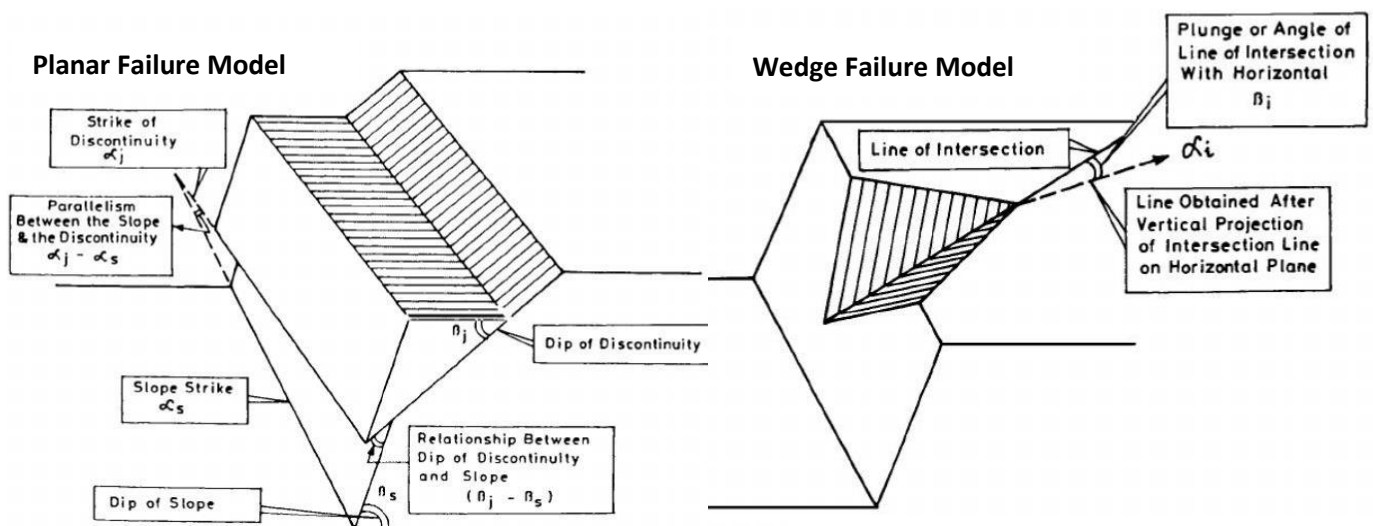 Planar Failure Model
Strike of
Discontinuity
αj
Parallelism
Between the Slope
& the Discontinuity
αj - αs
Slope Strike
αs
Dip of Slope
βs
βj
Dip of Discontinuity
Relationship Between
Dip of Discontinuity
and Slope
(βj - βs)
Wedge Failure Model
Plunge or Angle of
Line of Intersection
With Horizontal
βj
Line of Intersection
αi
Line Obtained After
Vertical Projection
of Intersection Line
on Horizontal Plane